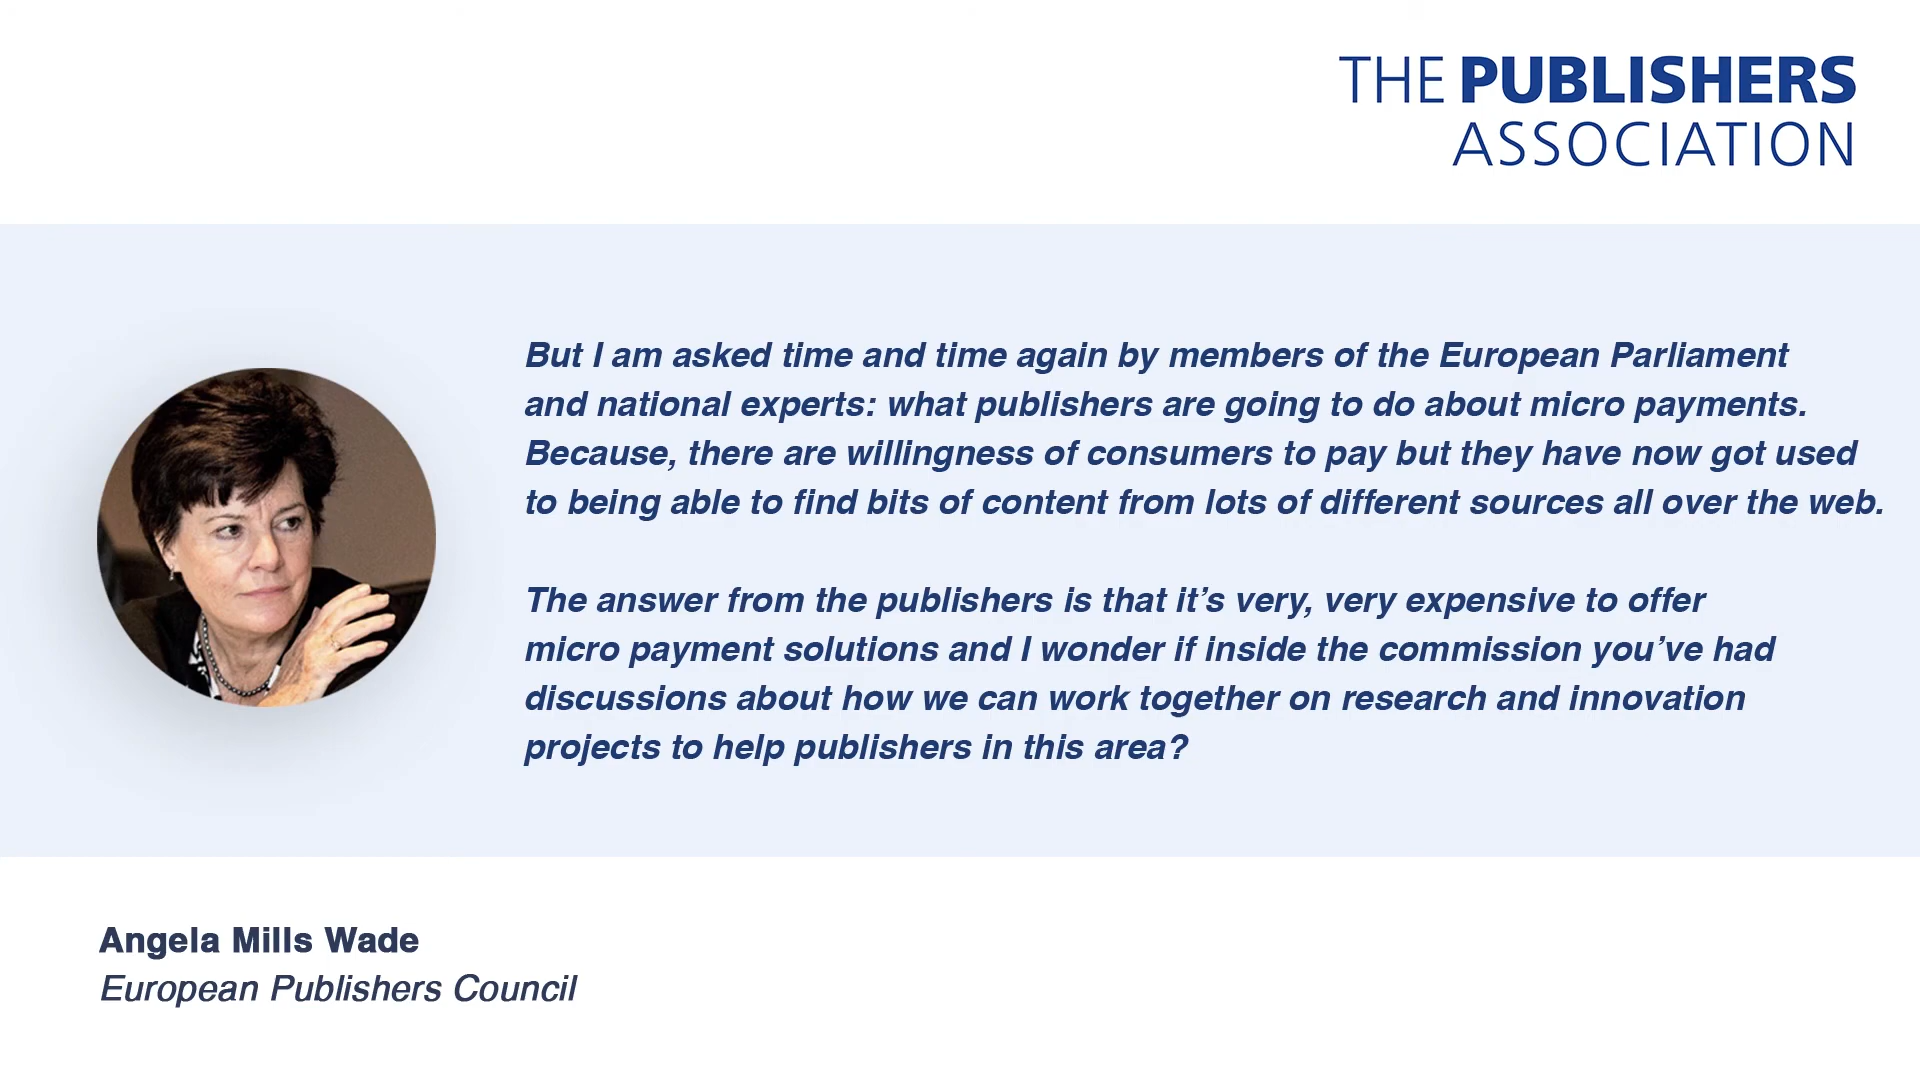 THE PUBLISHERS
ASSOCIATION
But I am asked time and time again by members of the European Parliament
and national experts: what publishers are going to do about micro payments.
Because, there are willingness of consumers to pay but they have now got used
to being able to find bits of content from lots of different sources all over the web.
The answer from the publishers is that it’s very, very expensive to offer
micro payment solutions and I wonder if inside the commission you’ve had
discussions about how we can work together on research and innovation
projects to help publishers in this area?
Angela Mills Wade
European Publishers Council